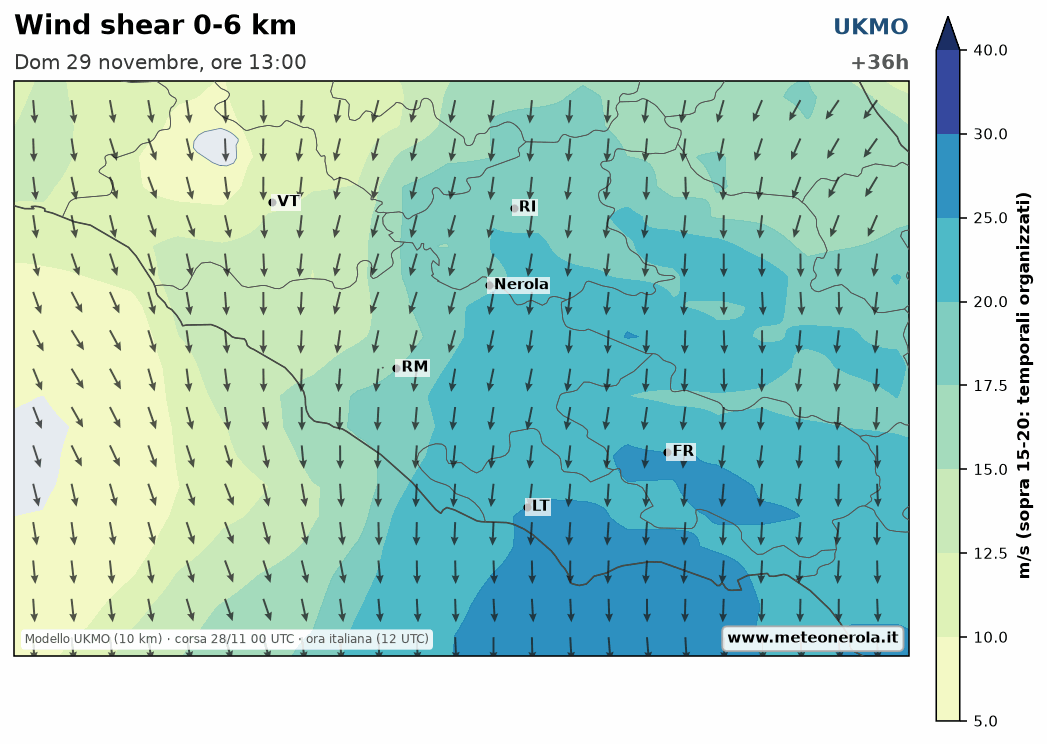 Wind shear 0-6 km
UKMO
Dom 29 novembre, ore 13:00
+36h
VT
RI
Nerola
RM
FR
LT
Modello UKMO (10 km) · corsa 28/11 00 UTC · ora italiana (12 UTC)
www.meteonerola.it
40.0
30.0
25.0
20.0
17.5
15.0
12.5
10.0
5.0
m/s (sopra 15-20: temporali organizzati)